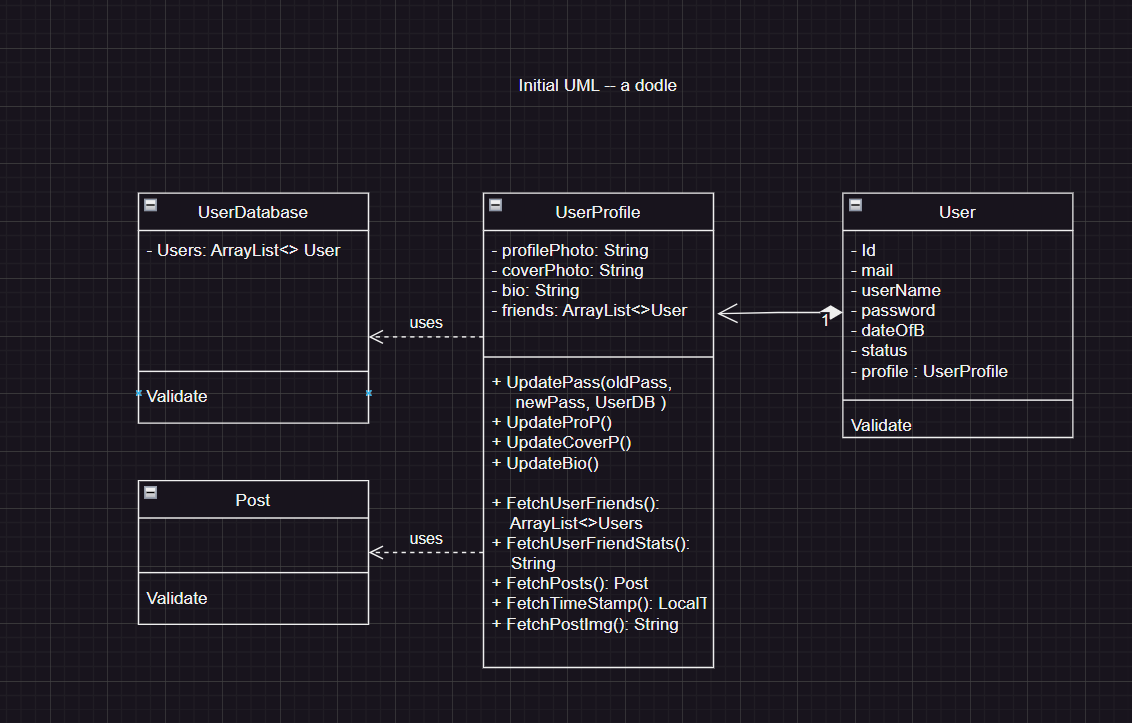 Initial UML -- a dodle
UserDatabase
- Users: ArrayList<> User
Validate
uses
Post
Validate
uses
UserProfile
- profilePhoto: String
- coverPhoto: String
- bio: String
- friends: ArrayList<>User
+ UpdatePass(oldPass,
newPass, UserDB )
+ UpdateProP()
+ UpdateCoverP()
+ UpdateBio()
+ FetchUserFriends():
ArrayList<>Users
+ FetchUserFriendStats():
String
+ FetchPosts(): Post
+ FetchTimeStamp(): LocalT
+ FetchPostImg(): String
1
User
- Id
- mail
- userName
- password
- dateOfB
- status
- profile : UserProfile
Validate